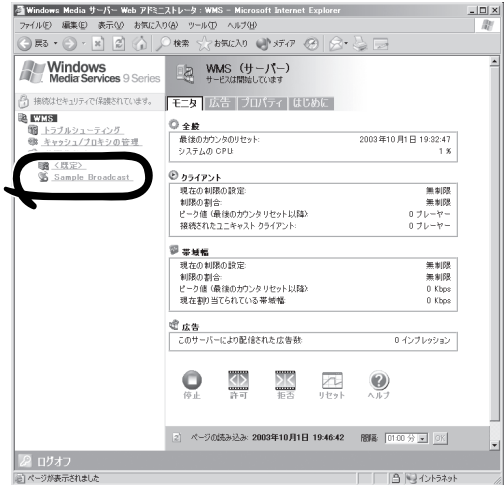 Windows Media サーバー Web アドミニストレータ : WMS - Microsoft Internet Explorer
ファイル(F) 編集(E) 表示(V) お気に入り(A) ツール(T) ヘルプ(H)
戻る 検索 お気に入り メディア
Windows
Media Services 9 Series
WMS (サーバー)
サービスは開始しています
接続はセキュリティで保護されています。
モニタ 広告 プロパティ はじめに
WMS
トラブルシューティング
キャッシュ/プロキシの管理
<既定>
Sample Broadcast
全般
最後のカウンタのリセット: 2003年10月1日 19:32:47
システムの CPU: 1 %
クライアント
現在の制限の設定: 無制限
制限の割合: 無制限
ピーク値 (最後のカウンタ リセット以降): 0 プレーヤー
接続されたユニキャスト クライアント: 0 プレーヤー
帯域幅
現在の制限の設定: 無制限
制限の割合: 無制限
ピーク値 (最後のカウンタ リセット以降): 0 Kbps
現在割り当てられている帯域幅 0 Kbps
広告
このサーバーにより配信された広告数: 0 インプレッション
停止 許可 拒否 リセット ヘルプ
ページの読み込み: 2003年10月1日 19:46:42 間隔: 01:00 分 OK
ログオフ
ページが表示されました イントラネット